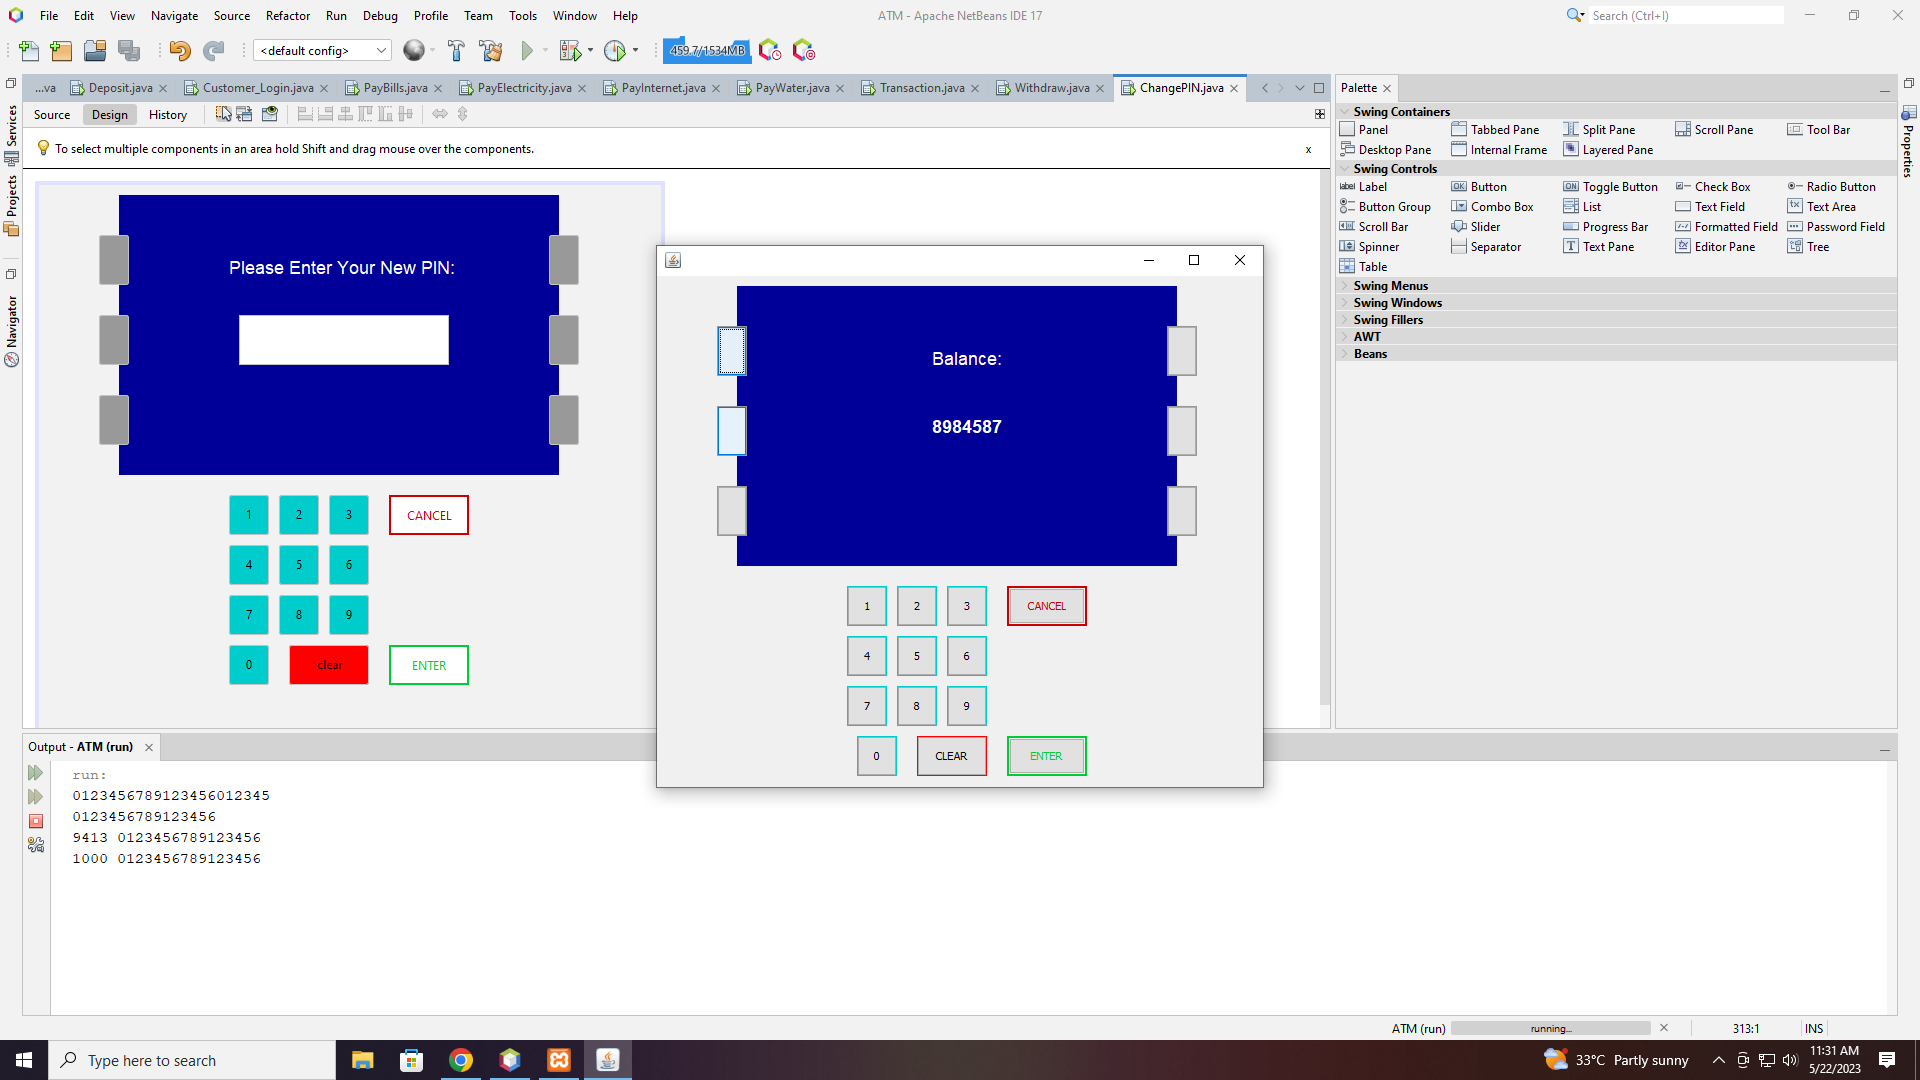 File Edit View Navigate Source Refactor Run Debug Profile Team Tools Window Help
ATM - Apache NetBeans IDE 17
Search (Ctrl+I)
<default config>
459.7/1534MB
...va Deposit.java Customer_Login.java PayBills.java PayElectricity.java PayInternet.java PayWater.java Transaction.java Withdraw.java ChangePIN.java
Source Design History
To select multiple components in an area hold Shift and drag mouse over the components. x
Services
Projects
Navigator
Please Enter Your New PIN:
1 2 3 CANCEL
4 5 6
7 8 9
0 clear ENTER
Balance:
8984587
1 2 3 CANCEL
4 5 6
7 8 9
0 CLEAR ENTER
Palette
Swing Containers
Panel Tabbed Pane Split Pane Scroll Pane Tool Bar
Desktop Pane Internal Frame Layered Pane
Swing Controls
Label Button Toggle Button Check Box Radio Button
Button Group Combo Box List Text Field Text Area
Scroll Bar Slider Progress Bar Formatted Field Password Field
Spinner Separator Text Pane Editor Pane Tree
Table
Swing Menus
Swing Windows
Swing Fillers
AWT
Beans
Properties
Output - ATM (run)
run:
0123456789123456012345
0123456789123456
9413 0123456789123456
1000 0123456789123456
ATM (run) running... 313:1 INS
Type here to search
33°C Partly sunny
11:31 AM
5/22/2023